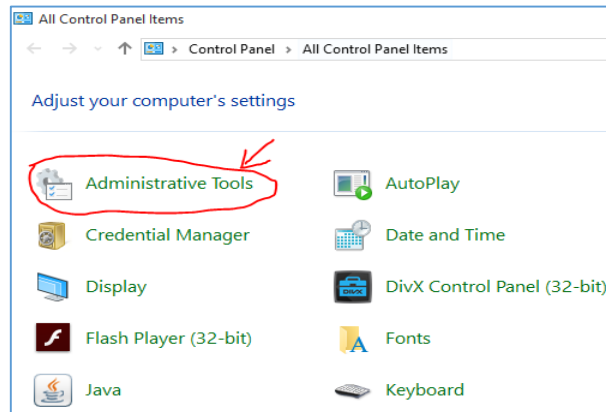 All Control Panel Items
Control Panel > All Control Panel Items
Adjust your computer's settings
Administrative Tools
AutoPlay
Credential Manager
Date and Time
Display
DIVX
DivX Control Panel (32-bit)
Flash Player (32-bit)
Fonts
Java
Keyboard